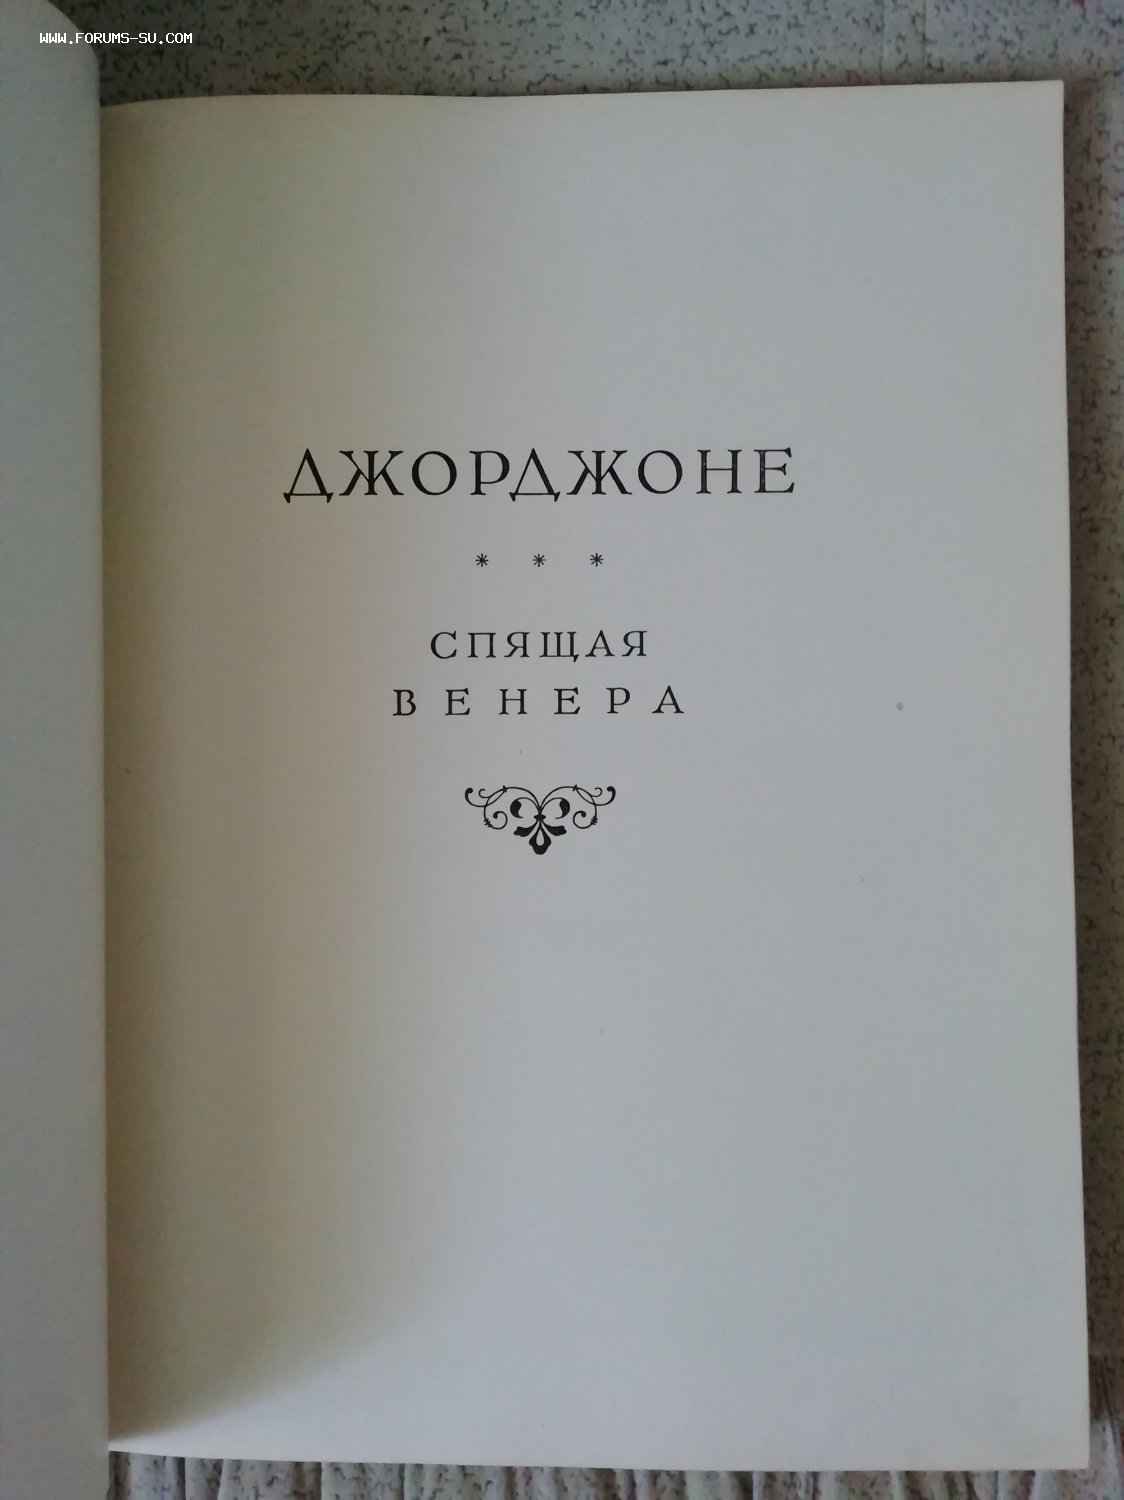 WWW.FORUMS-SU.COM
ДЖОРДЖОНЕ
* * *
СПЯЩАЯ
ВЕНЕРА